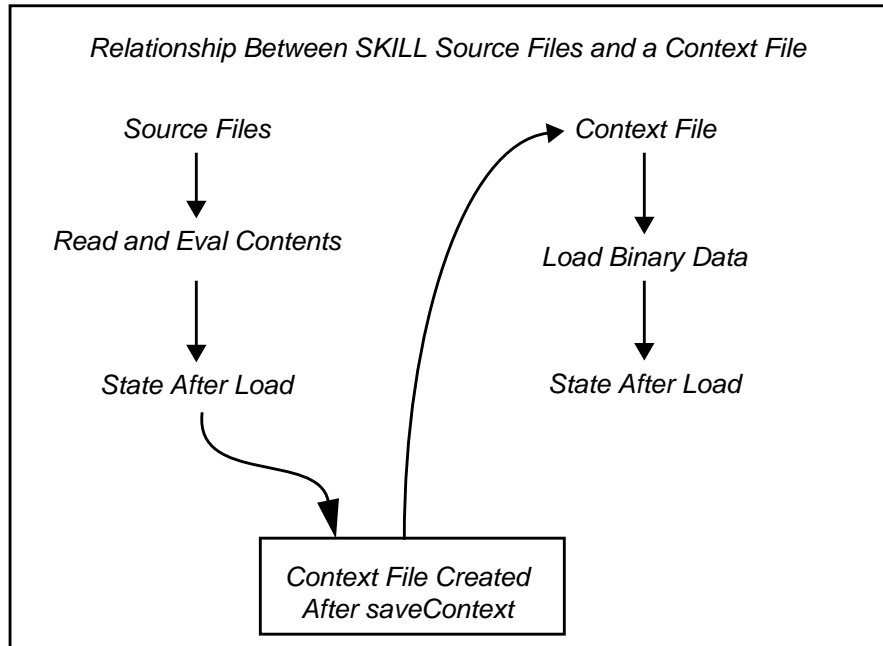 Relationship Between SKILL Source Files and a Context File
Source Files
Read and Eval Contents
State After Load
Context File
Load Binary Data
State After Load
Context File Created
After saveContext